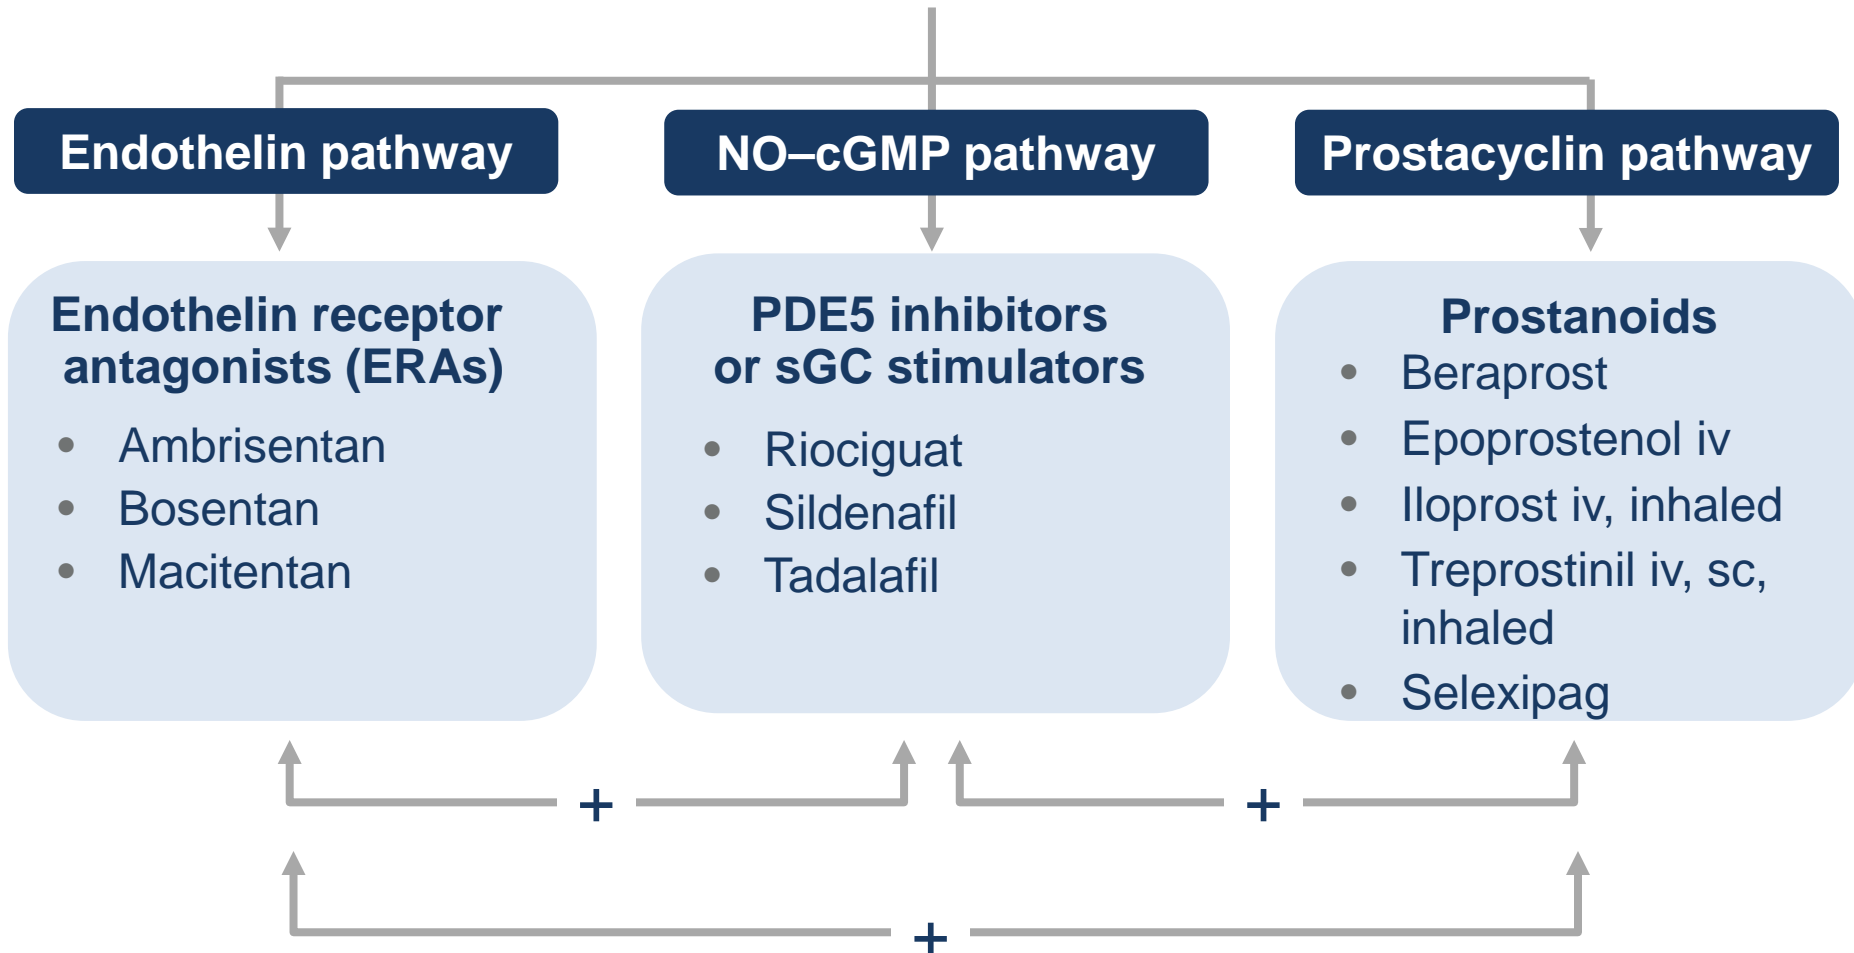 Endothelin pathway
NO–cGMP pathway
Prostacyclin pathway
Endothelin receptor
antagonists (ERAs)
• Ambrisentan
• Bosentan
• Macitentan
PDE5 inhibitors
or sGC stimulators
• Riociguat
• Sildenafil
• Tadalafil
Prostanoids
• Beraprost
• Epoprostenol iv
• Iloprost iv, inhaled
• Treprostinil iv, sc,
inhaled
• Selexipag
+
+
+